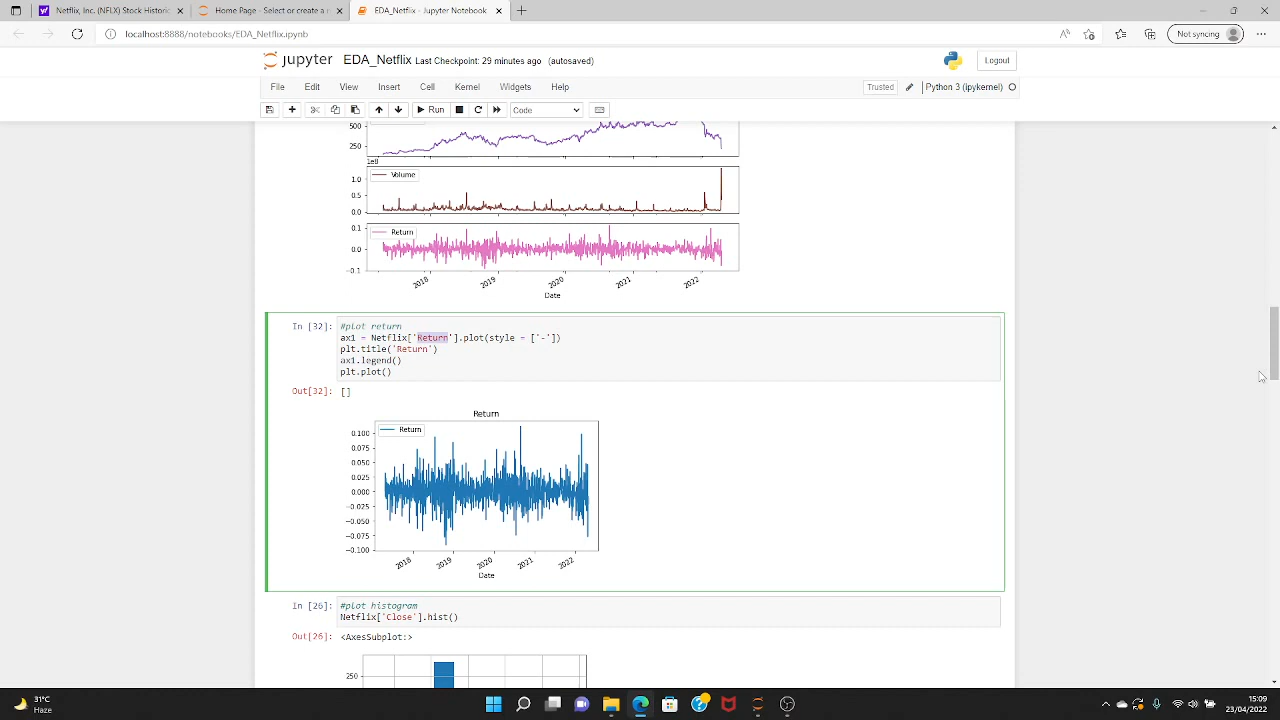 Netflix, Inc. (NFLX) Stock Historic
Home Page - Select or create a n
EDA_Netflix - Jupyter Notebook
localhost:8888/notebooks/EDA_Netflix.ipynb
Not syncing
jupyter EDA_Netflix Last Checkpoint: 29 minutes ago (autosaved)
Logout
File Edit View Insert Cell Kernel Widgets Help
Trusted Python 3 (ipykernel)
Run Code
500
250
1e8
Volume
1.0
0.5
0.0
Return
0.1
0.0
−0.1
2018 2019 2020 2021 2022
Date
In [32]: #plot return
ax1 = Netflix['Return'].plot(style = ['-'])
plt.title('Return')
ax1.legend()
plt.plot()
Out[32]: []
Return
Return
0.100
0.075
0.050
0.025
0.000
−0.025
−0.050
−0.075
−0.100
2018 2019 2020 2021 2022
Date
In [26]: #plot histogram
Netflix['Close'].hist()
Out[26]: <AxesSubplot:>
250
31°C
Haze
15:09
23/04/2022